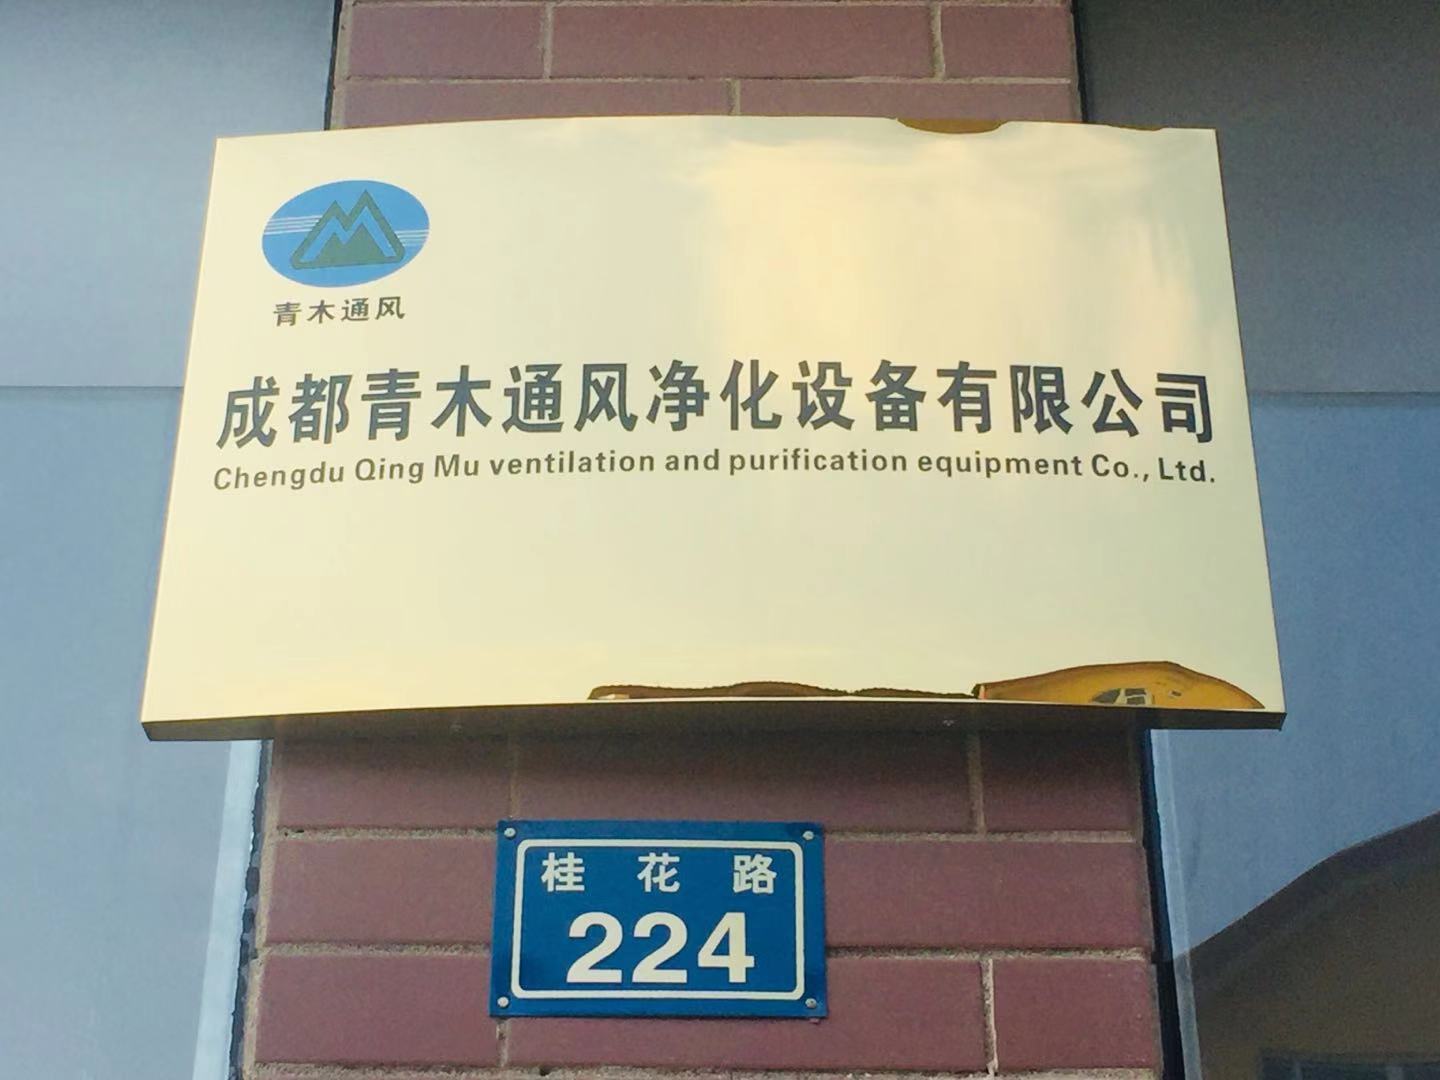 青木通风
成都青木通风净化设备有限公司
Chengdu Qing Mu ventilation and purification equipment Co., Ltd.
桂花路
224